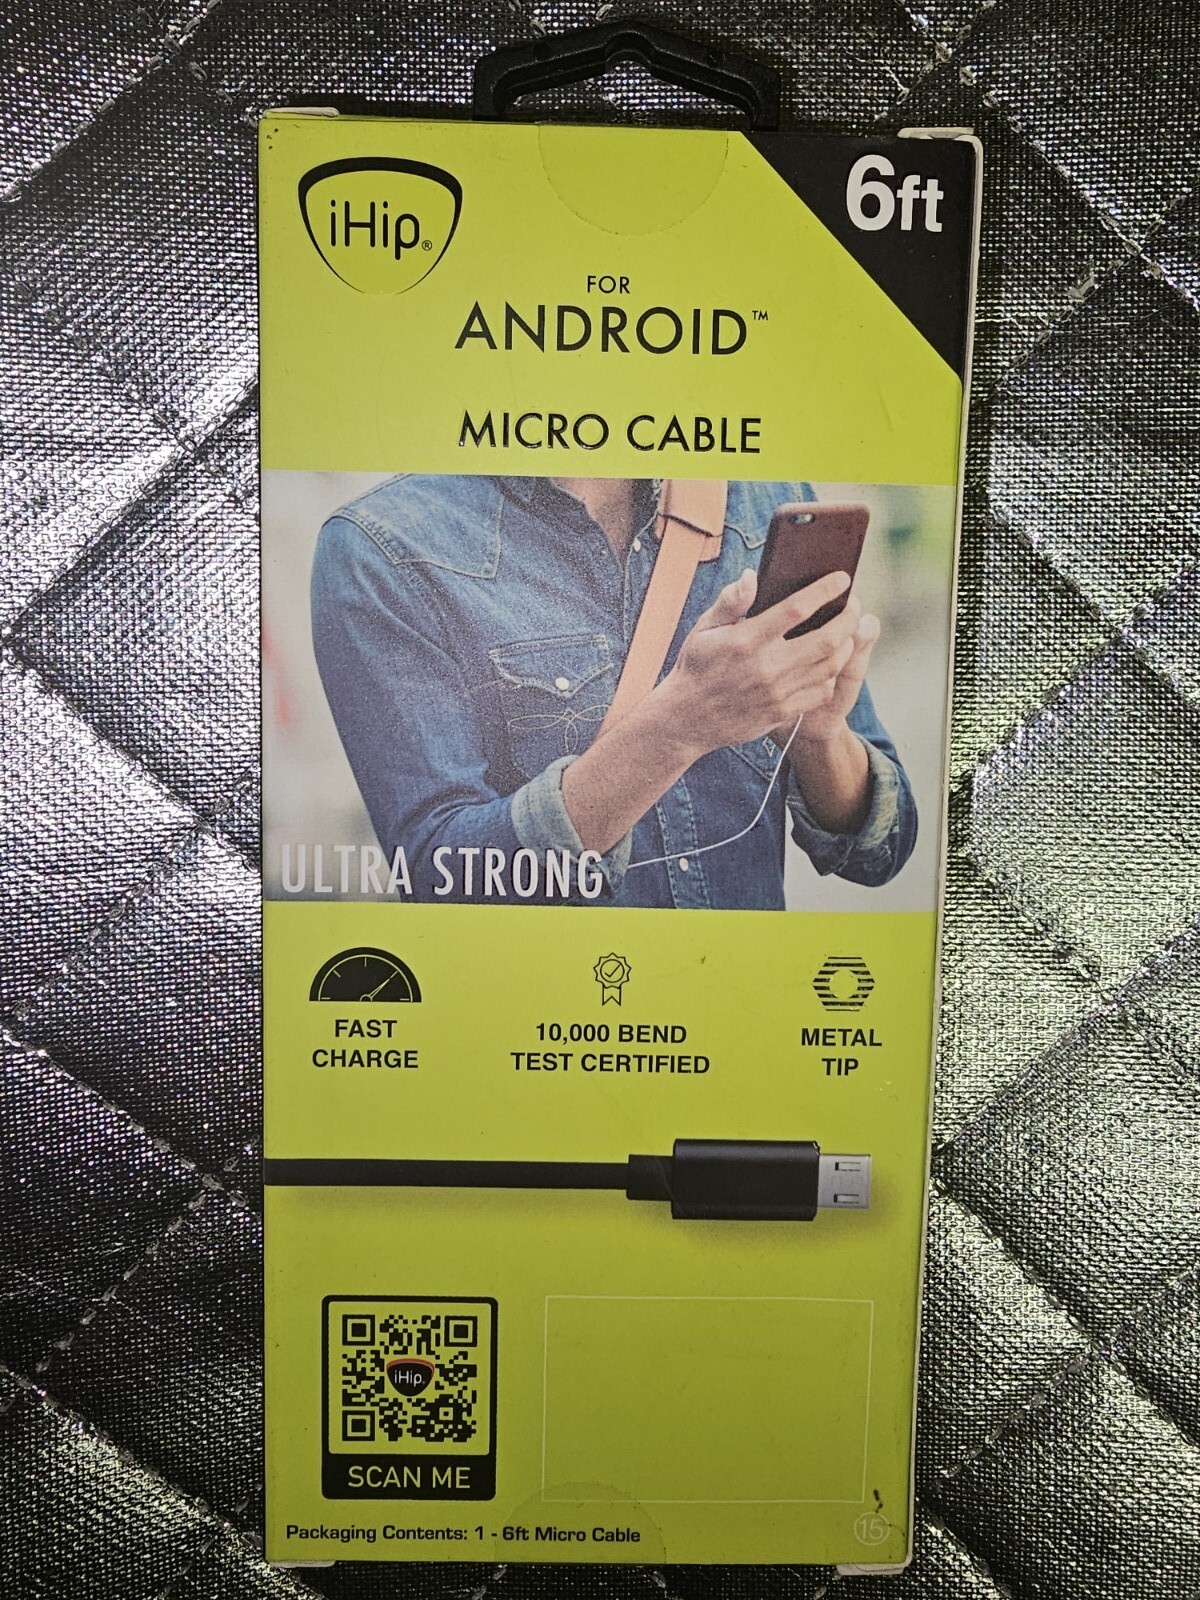 iHip®
6ft
FOR
ANDROID™
MICRO CABLE
ULTRA STRONG
FAST
CHARGE
10,000 BEND
TEST CERTIFIED
METAL
TIP
iHip®
SCAN ME
Packaging Contents: 1 - 6ft Micro Cable
15